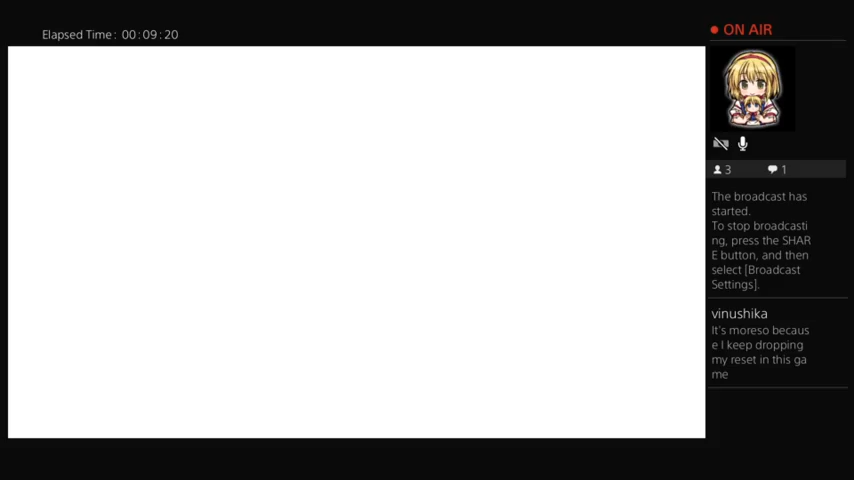 Elapsed Time: 00:09:20
ON AIR
3 1
The broadcast has
started.
To stop broadcasti
ng, press the SHAR
E button, and then
select [Broadcast
Settings].
vinushika
It's moreso becaus
e I keep dropping
my reset in this ga
me